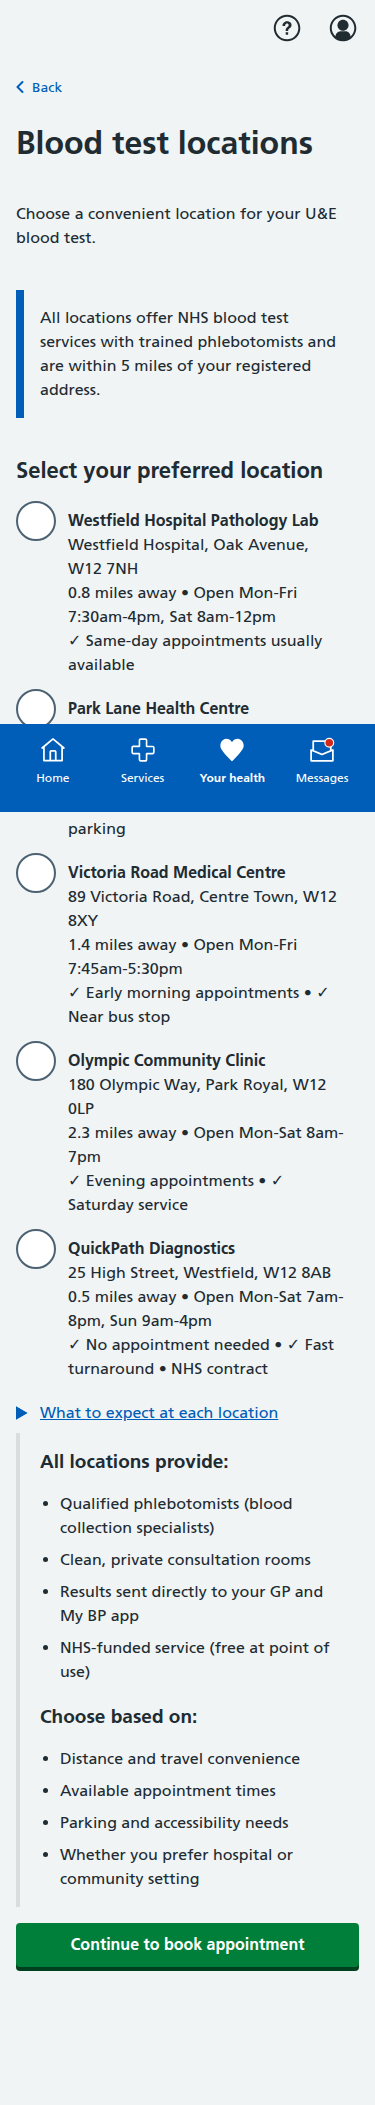 Back
Blood test locations
Choose a convenient location for your U&E
blood test.
All locations offer NHS blood test
services with trained phlebotomists and
are within 5 miles of your registered
address.
Select your preferred location
Westfield Hospital Pathology Lab
Westfield Hospital, Oak Avenue,
W12 7NH
0.8 miles away • Open Mon-Fri
7:30am-4pm, Sat 8am-12pm
✓ Same-day appointments usually
available
Park Lane Health Centre
Home Services Your health Messages
parking
Victoria Road Medical Centre
89 Victoria Road, Centre Town, W12
8XY
1.4 miles away • Open Mon-Fri
7:45am-5:30pm
✓ Early morning appointments • ✓
Near bus stop
Olympic Community Clinic
180 Olympic Way, Park Royal, W12
0LP
2.3 miles away • Open Mon-Sat 8am-
7pm
✓ Evening appointments • ✓
Saturday service
QuickPath Diagnostics
25 High Street, Westfield, W12 8AB
0.5 miles away • Open Mon-Sat 7am-
8pm, Sun 9am-4pm
✓ No appointment needed • ✓ Fast
turnaround • NHS contract
What to expect at each location
All locations provide:
• Qualified phlebotomists (blood
collection specialists)
• Clean, private consultation rooms
• Results sent directly to your GP and
My BP app
• NHS-funded service (free at point of
use)
Choose based on:
• Distance and travel convenience
• Available appointment times
• Parking and accessibility needs
• Whether you prefer hospital or
community setting
Continue to book appointment